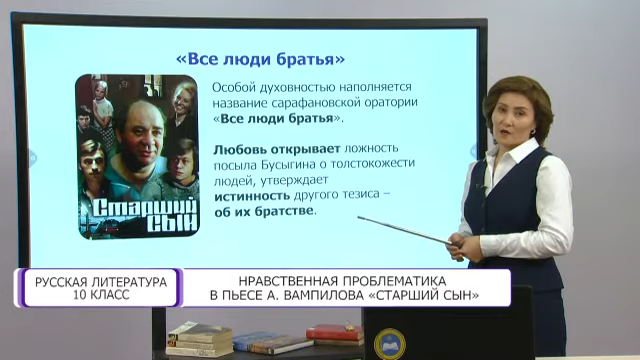 «Все люди братья»
Особой духовностью наполняется
название сарафановской оратории
«Все люди братья».
Любовь открывает ложность
посыла Бусыгина о толстокожести
людей, утверждает
истинность другого тезиса –
об их братстве.
Старший
сын
РУССКАЯ ЛИТЕРАТУРА
10 КЛАСС
НРАВСТВЕННАЯ ПРОБЛЕМАТИКА
В ПЬЕСЕ А. ВАМПИЛОВА «СТАРШИЙ СЫН»